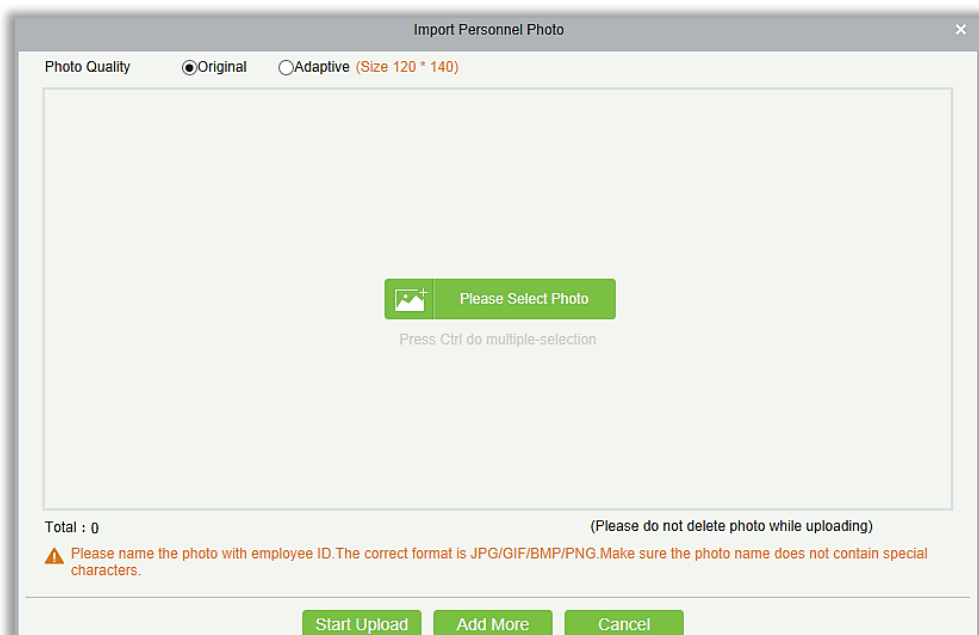 Import Personnel Photo ×
Photo Quality Original Adaptive (Size 120 * 140)
Please Select Photo
Press Ctrl do multiple-selection
Total : 0 (Please do not delete photo while uploading)
Please name the photo with employee ID.The correct format is JPG/GIF/BMP/PNG.Make sure the photo name does not contain special
characters.
Start Upload Add More Cancel